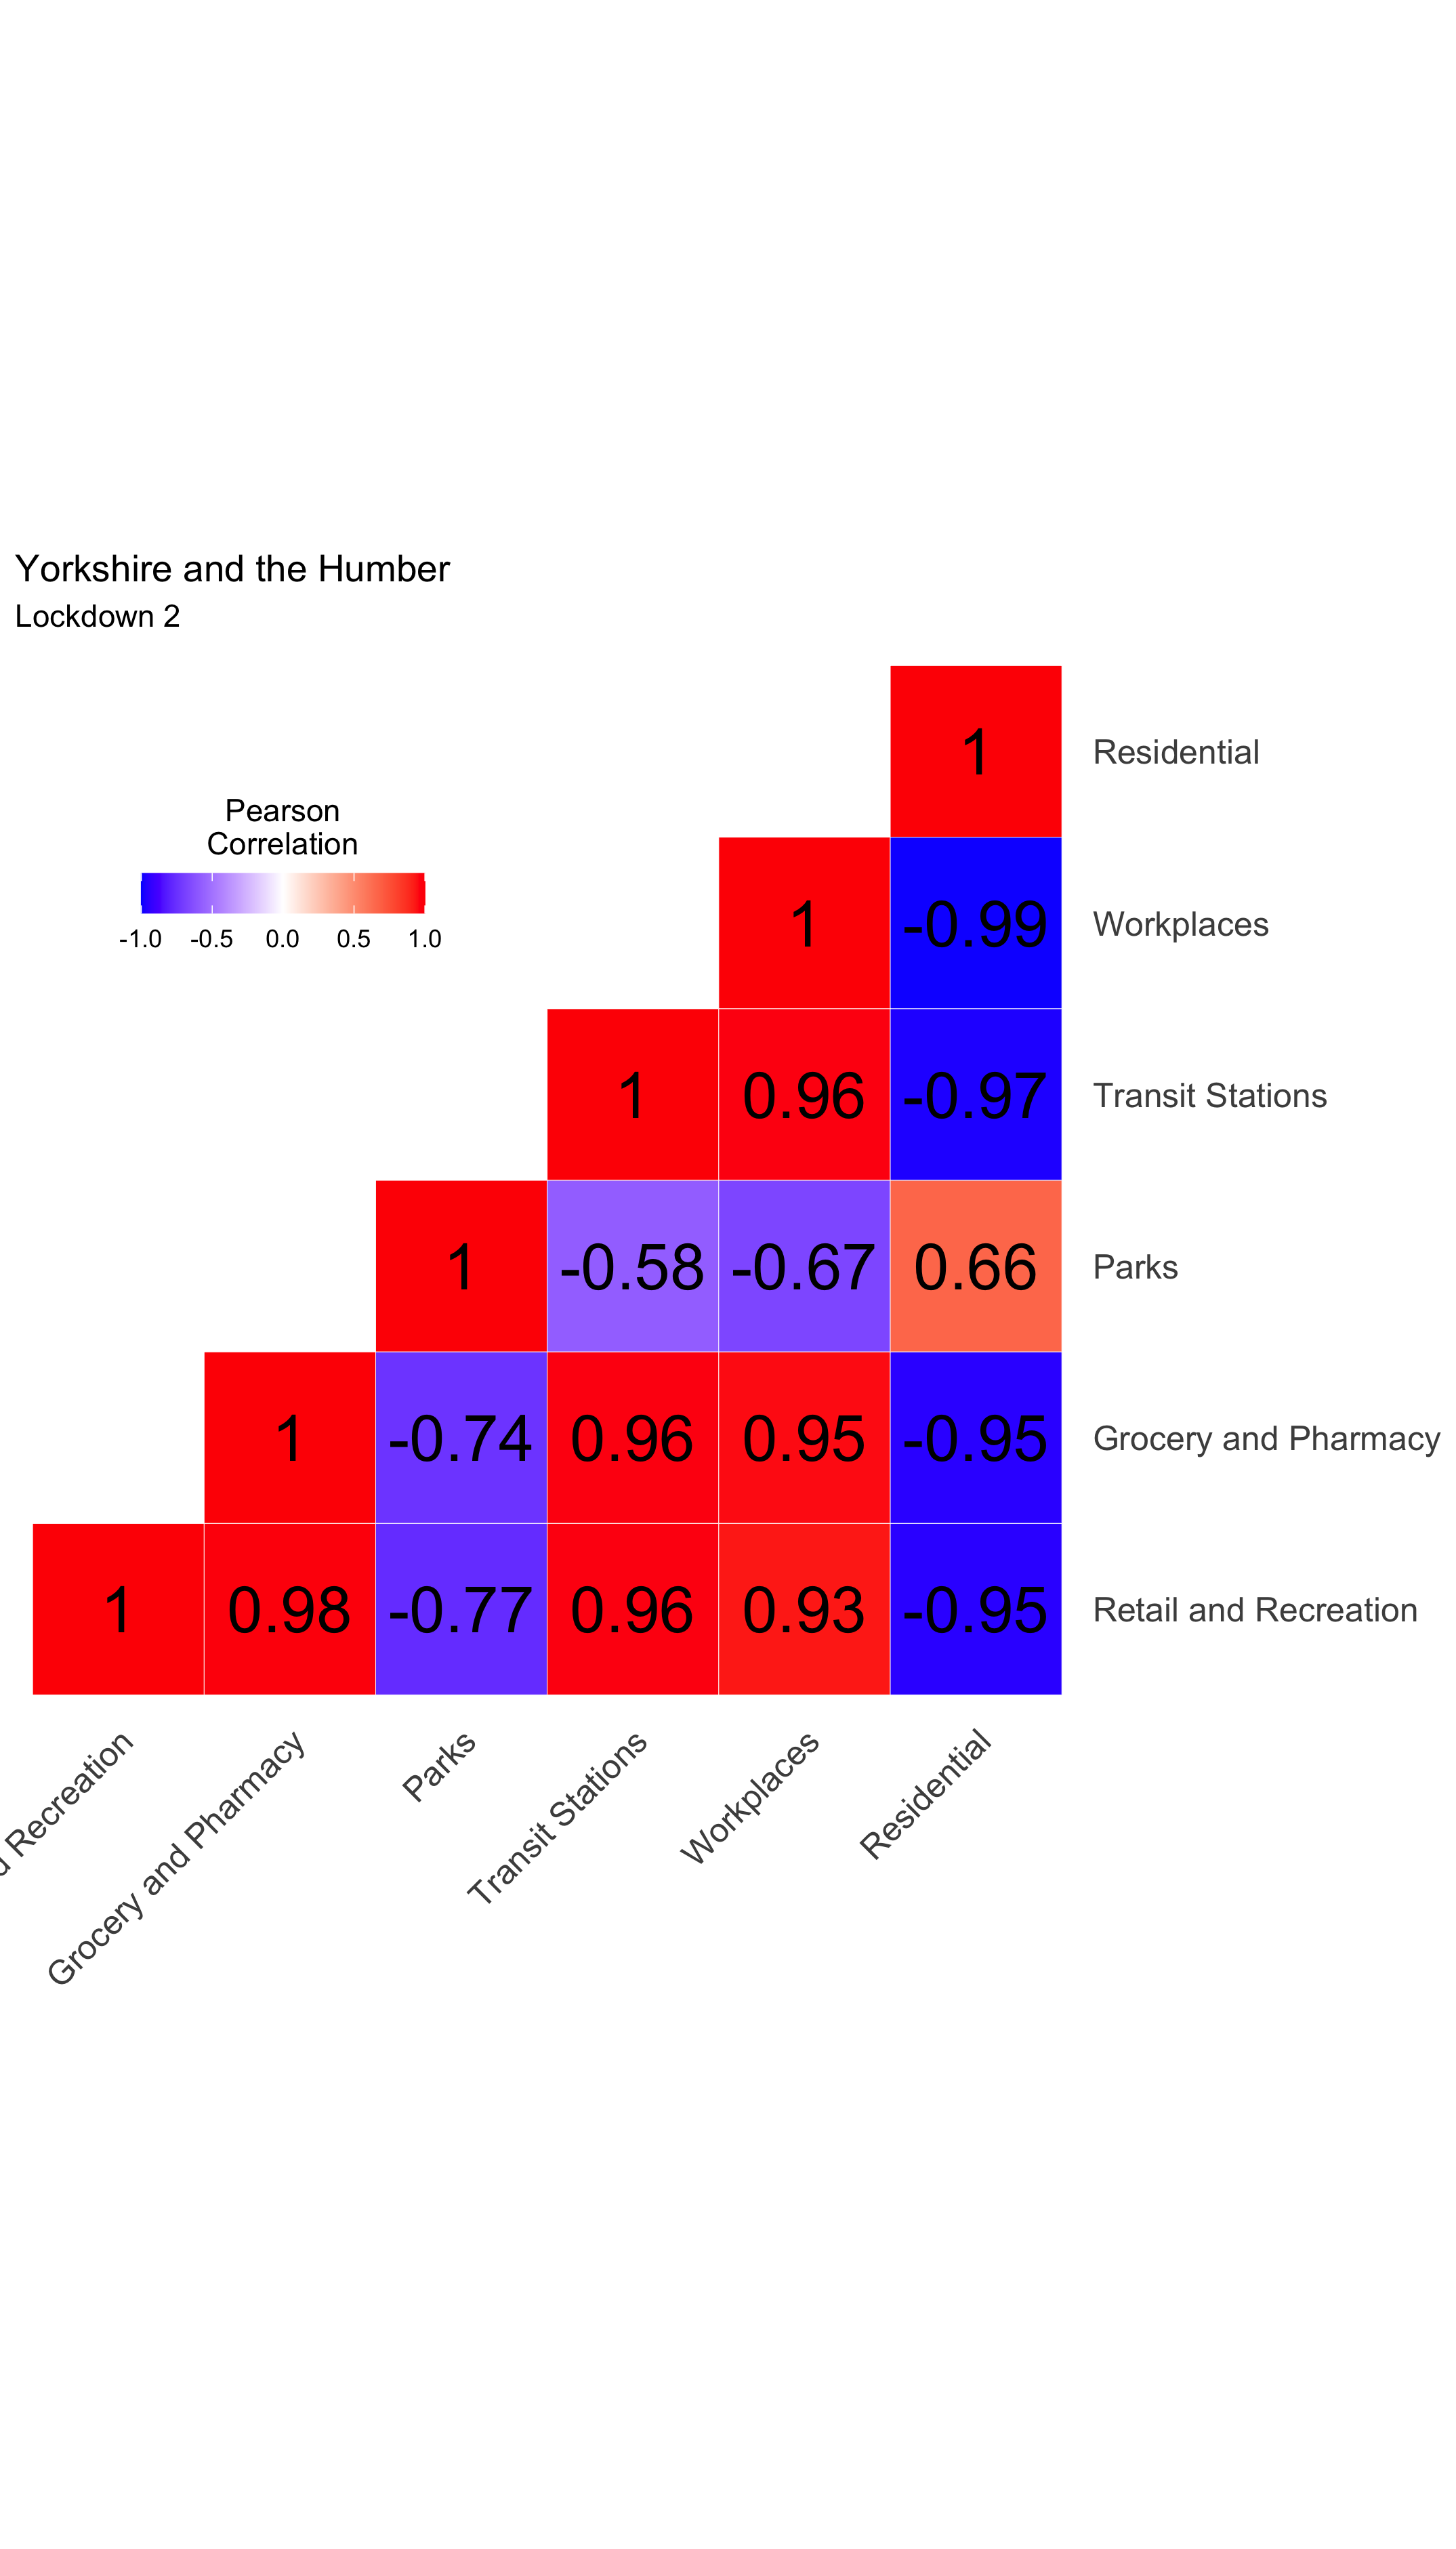 Yorkshire and the Humber
Lockdown 2
1
Residential
Pearson
Correlation
-1.0 -0.5 0.0 0.5 1.0
1 -0.99
Workplaces
1 0.96 -0.97
Transit Stations
1 -0.58 -0.67 0.66
Parks
1 -0.74 0.96 0.95 -0.95
Grocery and Pharmacy
1 0.98 -0.77 0.96 0.93 -0.95
Retail and Recreation
Recreation
Grocery and Pharmacy
Parks
Transit Stations
Workplaces
Residential